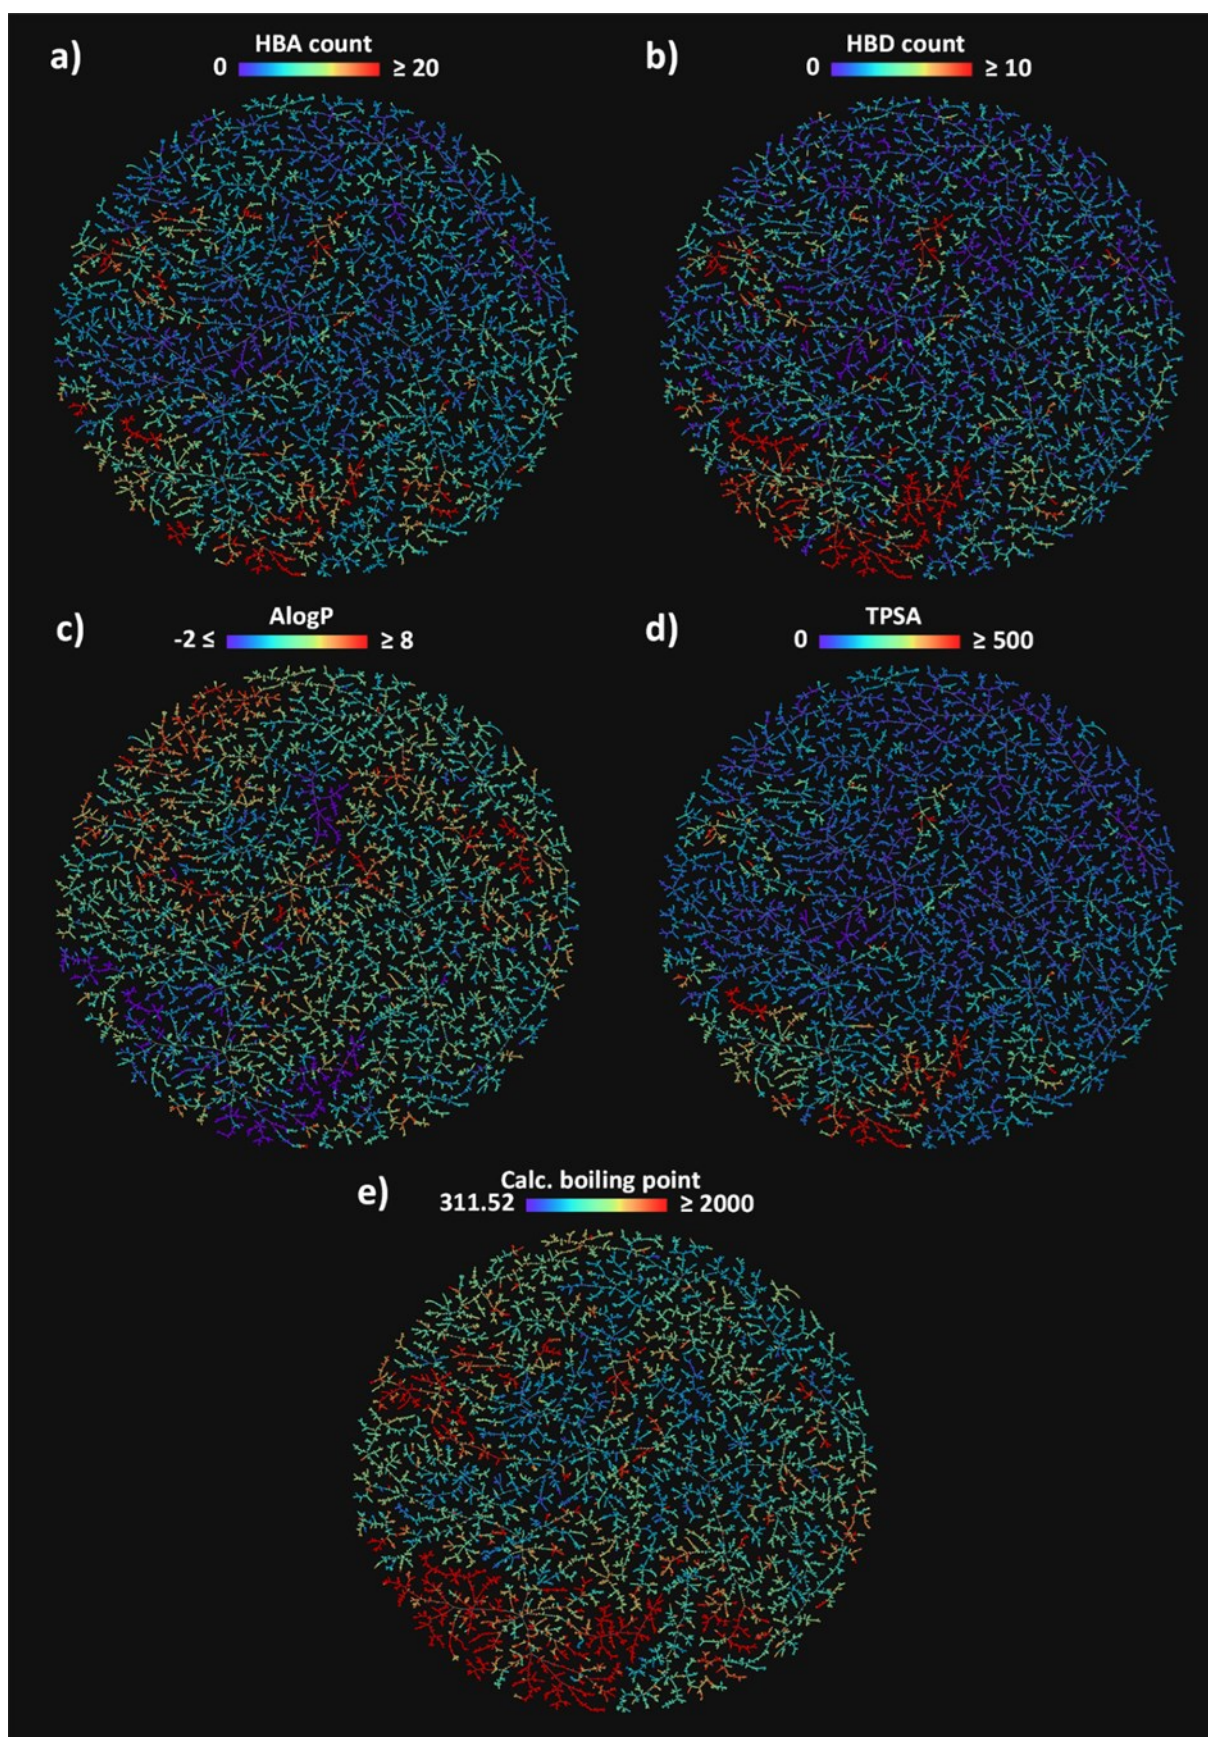 a) HBA count
0 ≥ 20
b) HBD count
0 ≥ 10
c) AlogP
-2 ≤ ≥ 8
d) TPSA
0 ≥ 500
e) Calc. boiling point
311.52 ≥ 2000